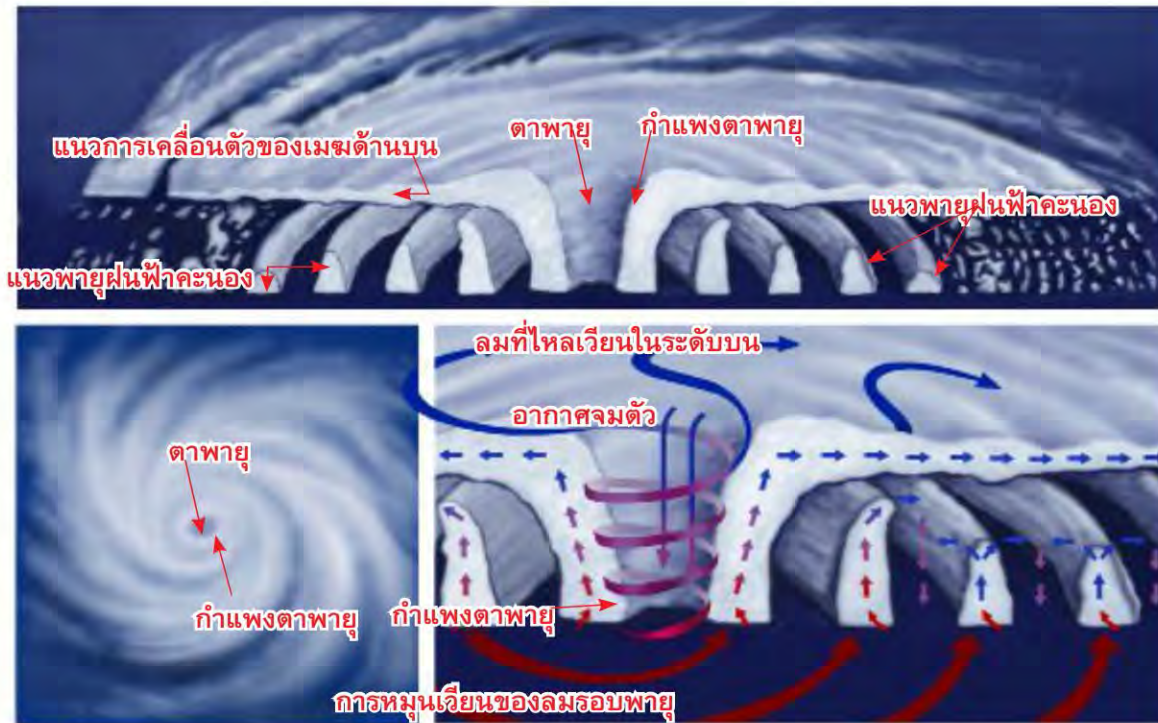 ตาพายุ
กำแพงตาพายุ
แนวการเคลื่อนตัวของเมฆด้านบน
แนวพายุฝนฟ้าคะนอง
แนวพายุฝนฟ้าคะนอง
ลมที่ไหลเวียนในระดับบน
อากาศจมตัว
ตาพายุ
กำแพงตาพายุ
กำแพงตาพายุ
การหมุนเวียนของลมรอบพายุ